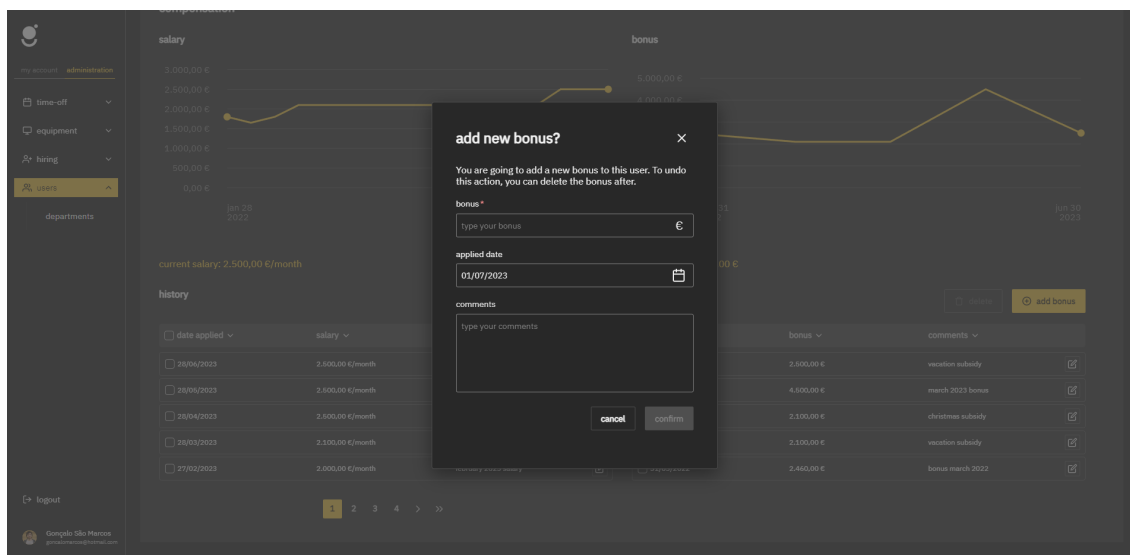 compensation
my account administration
time-off
equipment
hiring
users
departments
logout
Gonçalo São Marcos
salary
3.000,00 €
2.500,00 €
2.000,00 €
1.500,00 €
1.000,00 €
500,00 €
0,00 €
jan 28
2022
current salary: 2.500,00 €/month
bonus
5.000,00 €
4.000,00 €
31
jun 30
2023
00 €
add new bonus?
You are going to add a new bonus to this user. To undo
this action, you can delete the bonus after.
bonus*
type your bonus €
applied date
01/07/2023
comments
type your comments
cancel confirm
history
add bonus
date applied salary bonus comments
28/06/2023 2.500,00 €/month 2.500,00 € vacation subsidy
28/05/2023 2.500,00 €/month 4.500,00 € march 2023 bonus
28/04/2023 2.500,00 €/month 2.100,00 € christmas subsidy
28/03/2023 2.100,00 €/month 2.100,00 € vacation subsidy
27/02/2023 2.000,00 €/month 2.460,00 € bonus march 2022
1 2 3 4 > >>